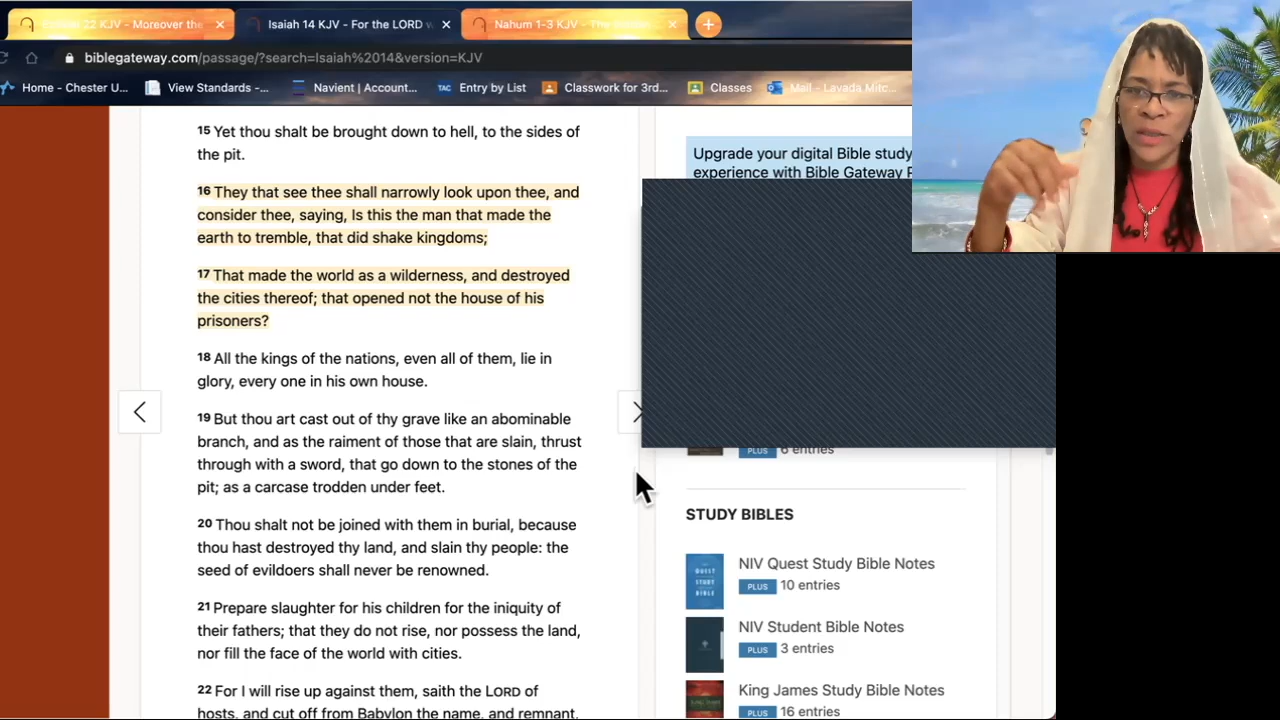 22 KJV - Moreover the
Isaiah 14 KJV - For the LORD
Nahum 1-3 KJV - The
biblegateway.com/passage/?search=Isaiah%2014&version=KJV
Home - Chester U...
View Standards -...
Navient | Account...
TAC Entry by List
Classwork for 3rd...
Classes
Mail - Lavada Mitc...
15 Yet thou shalt be brought down to hell, to the sides of
the pit.
16 They that see thee shall narrowly look upon thee, and
consider thee, saying, Is this the man that made the
earth to tremble, that did shake kingdoms;
17 That made the world as a wilderness, and destroyed
the cities thereof; that opened not the house of his
prisoners?
18 All the kings of the nations, even all of them, lie in
glory, every one in his own house.
19 But thou art cast out of thy grave like an abominable
branch, and as the raiment of those that are slain, thrust
through with a sword, that go down to the stones of the
pit; as a carcase trodden under feet.
20 Thou shalt not be joined with them in burial, because
thou hast destroyed thy land, and slain thy people: the
seed of evildoers shall never be renowned.
21 Prepare slaughter for his children for the iniquity of
their fathers; that they do not rise, nor possess the land,
nor fill the face of the world with cities.
22 For I will rise up against them, saith the LORD of
hosts, and cut off from Babylon the name, and remnant,
Upgrade your digital Bible study
experience with Bible Gateway
PLUS 6 entries
STUDY BIBLES
QUEST STUDY BIBLE
NIV Quest Study Bible Notes
PLUS 10 entries
NIV Student Bible Notes
PLUS 3 entries
King James Study Bible Notes
PLUS 16 entries